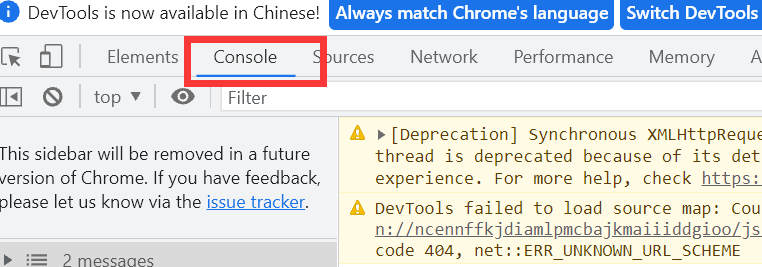 DevTools is now available in Chinese! Always match Chrome's language Switch DevTools
Elements Console Sources Network Performance Memory A
top Filter
This sidebar will be removed in a future
version of Chrome. If you have feedback,
please let us know via the issue tracker.
2 messages
[Deprecation] Synchronous XMLHttpReque
thread is deprecated because of its det
experience. For more help, check https:
DevTools failed to load source map: Cou
n://ncennffkjdiamlpmcbajkmaiiiddgioo/js
code 404, net::ERR_UNKNOWN_URL_SCHEME